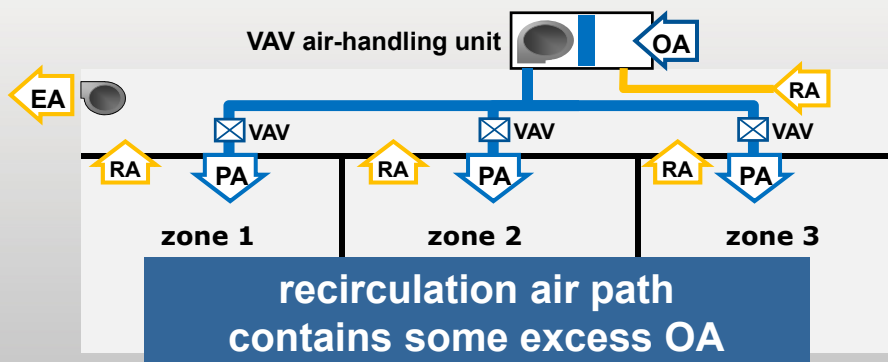 VAV air-handling unit
OA
EA
RA
VAV
VAV
VAV
RA
PA
RA
PA
RA
PA
zone 1
zone 2
zone 3
recirculation air path
contains some excess OA